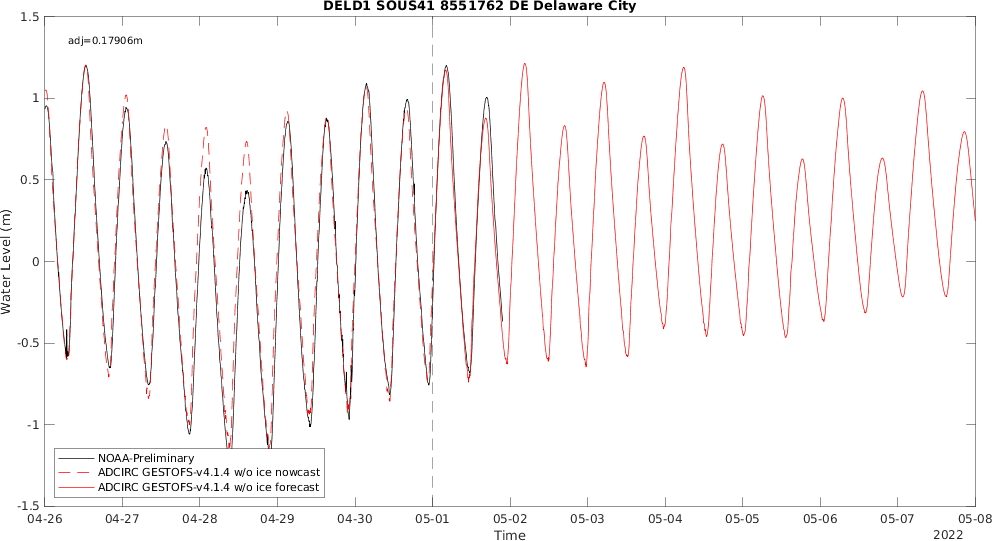 DELD1 SOUS41 8551762 DE Delaware City
adj=0.17906m
1.5
1
0.5
0
-0.5
-1
-1.5
Water Level (m)
NOAA-Preliminary
ADCIRC GESTOFS-v4.1.4 w/o ice nowcast
ADCIRC GESTOFS-v4.1.4 w/o ice forecast
04-26 04-27 04-28 04-29 04-30 05-01 05-02 05-03 05-04 05-05 05-06 05-07 05-08
Time
2022